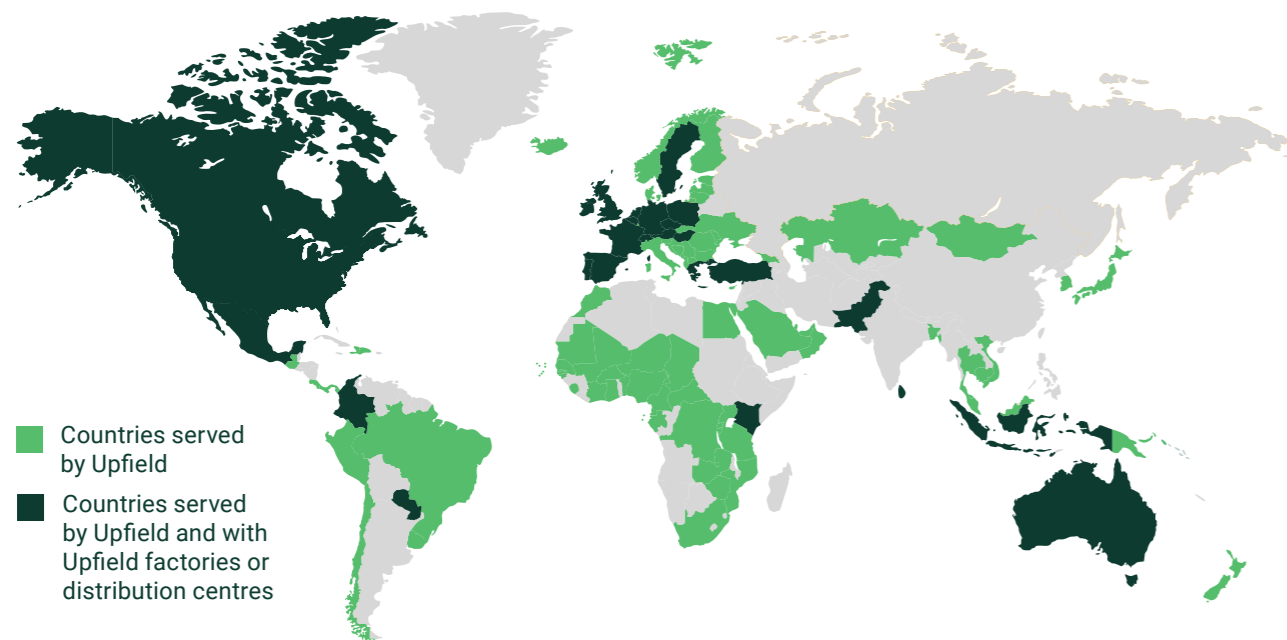 Countries served
by Upfield
Countries served
by Upfield and with
Upfield factories or
distribution centres